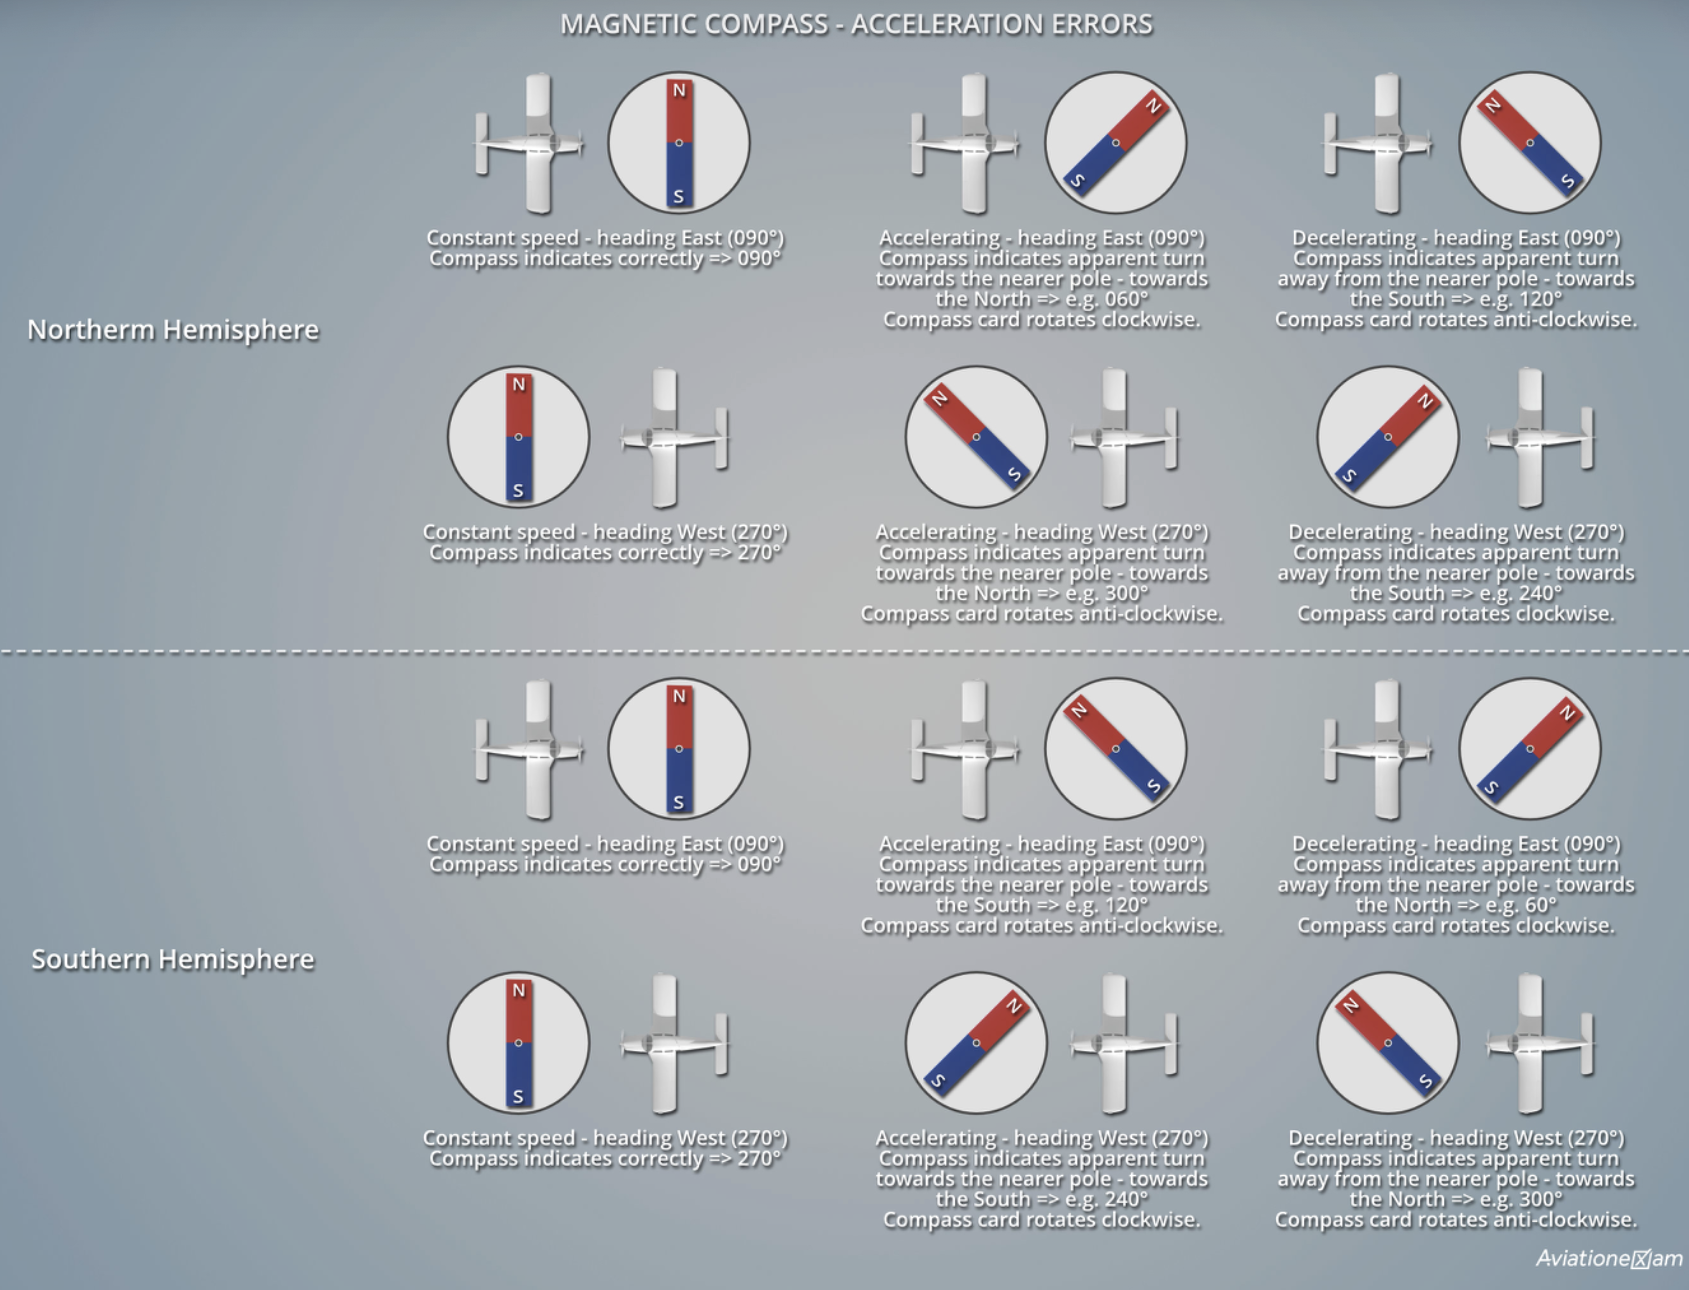 MAGNETIC COMPASS - ACCELERATION ERRORS
Northerm Hemisphere
N
S
Constant speed - heading East (090°)
Compass indicates correctly => 090°
N
S
Accelerating - heading East (090°)
Compass indicates apparent turn
towards the nearer pole - towards
the North => e.g. 060°
Compass card rotates clockwise.
N
S
Decelerating - heading East (090°)
Compass indicates apparent turn
away from the nearer pole - towards
the South => e.g. 120°
Compass card rotates anti-clockwise.
N
S
Constant speed - heading West (270°)
Compass indicates correctly => 270°
N
S
Accelerating - heading West (270°)
Compass indicates apparent turn
towards the nearer pole - towards
the North => e.g. 300°
Compass card rotates anti-clockwise.
N
S
Decelerating - heading West (270°)
Compass indicates apparent turn
away from the nearer pole - towards
the South => e.g. 240°
Compass card rotates clockwise.
Southern Hemisphere
N
S
Constant speed - heading East (090°)
Compass indicates correctly => 090°
N
S
Accelerating - heading East (090°)
Compass indicates apparent turn
towards the nearer pole - towards
the South => e.g. 120°
Compass card rotates anti-clockwise.
N
S
Decelerating - heading East (090°)
Compass indicates apparent turn
away from the nearer pole - towards
the North => e.g. 60°
Compass card rotates clockwise.
N
S
Constant speed - heading West (270°)
Compass indicates correctly => 270°
N
S
Accelerating - heading West (270°)
Compass indicates apparent turn
towards the nearer pole - towards
the South => e.g. 240°
Compass card rotates clockwise.
N
S
Decelerating - heading West (270°)
Compass indicates apparent turn
away from the nearer pole - towards
the North => e.g. 300°
Compass card rotates anti-clockwise.
Aviationexam